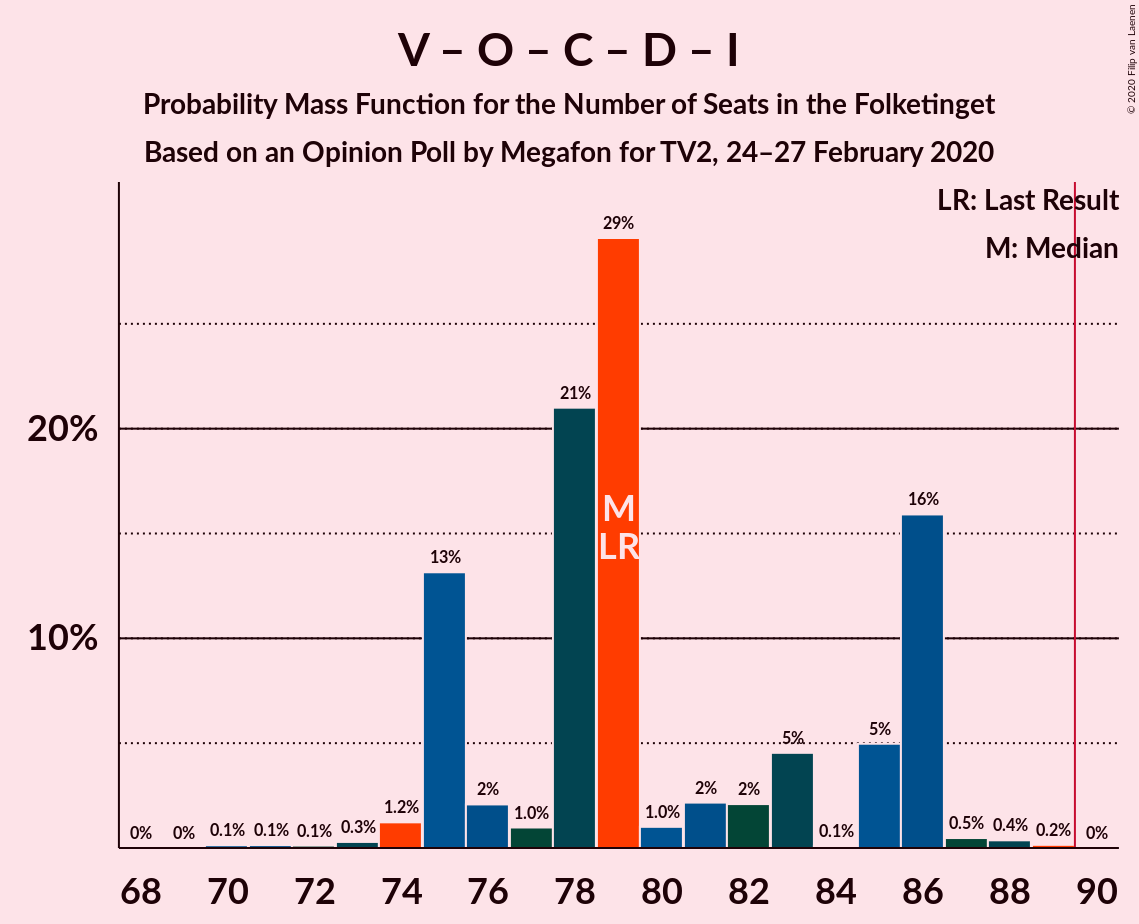 V – O – C – D – I
Probability Mass Function for the Number of Seats in the Folketinget
Based on an Opinion Poll by Megafon for TV2, 24–27 February 2020
© 2020 Filip van Laenen
LR: Last Result
M: Median
20%
10%
0%
0%
0.1%
0.1%
0.1%
0.3%
1.2%
13%
2%
1.0%
21%
29%
1.0%
2%
2%
5%
0.1%
5%
16%
0.5%
0.4%
0.2%
0%
M
LR
68 70 72 74 76 78 80 82 84 86 88 90